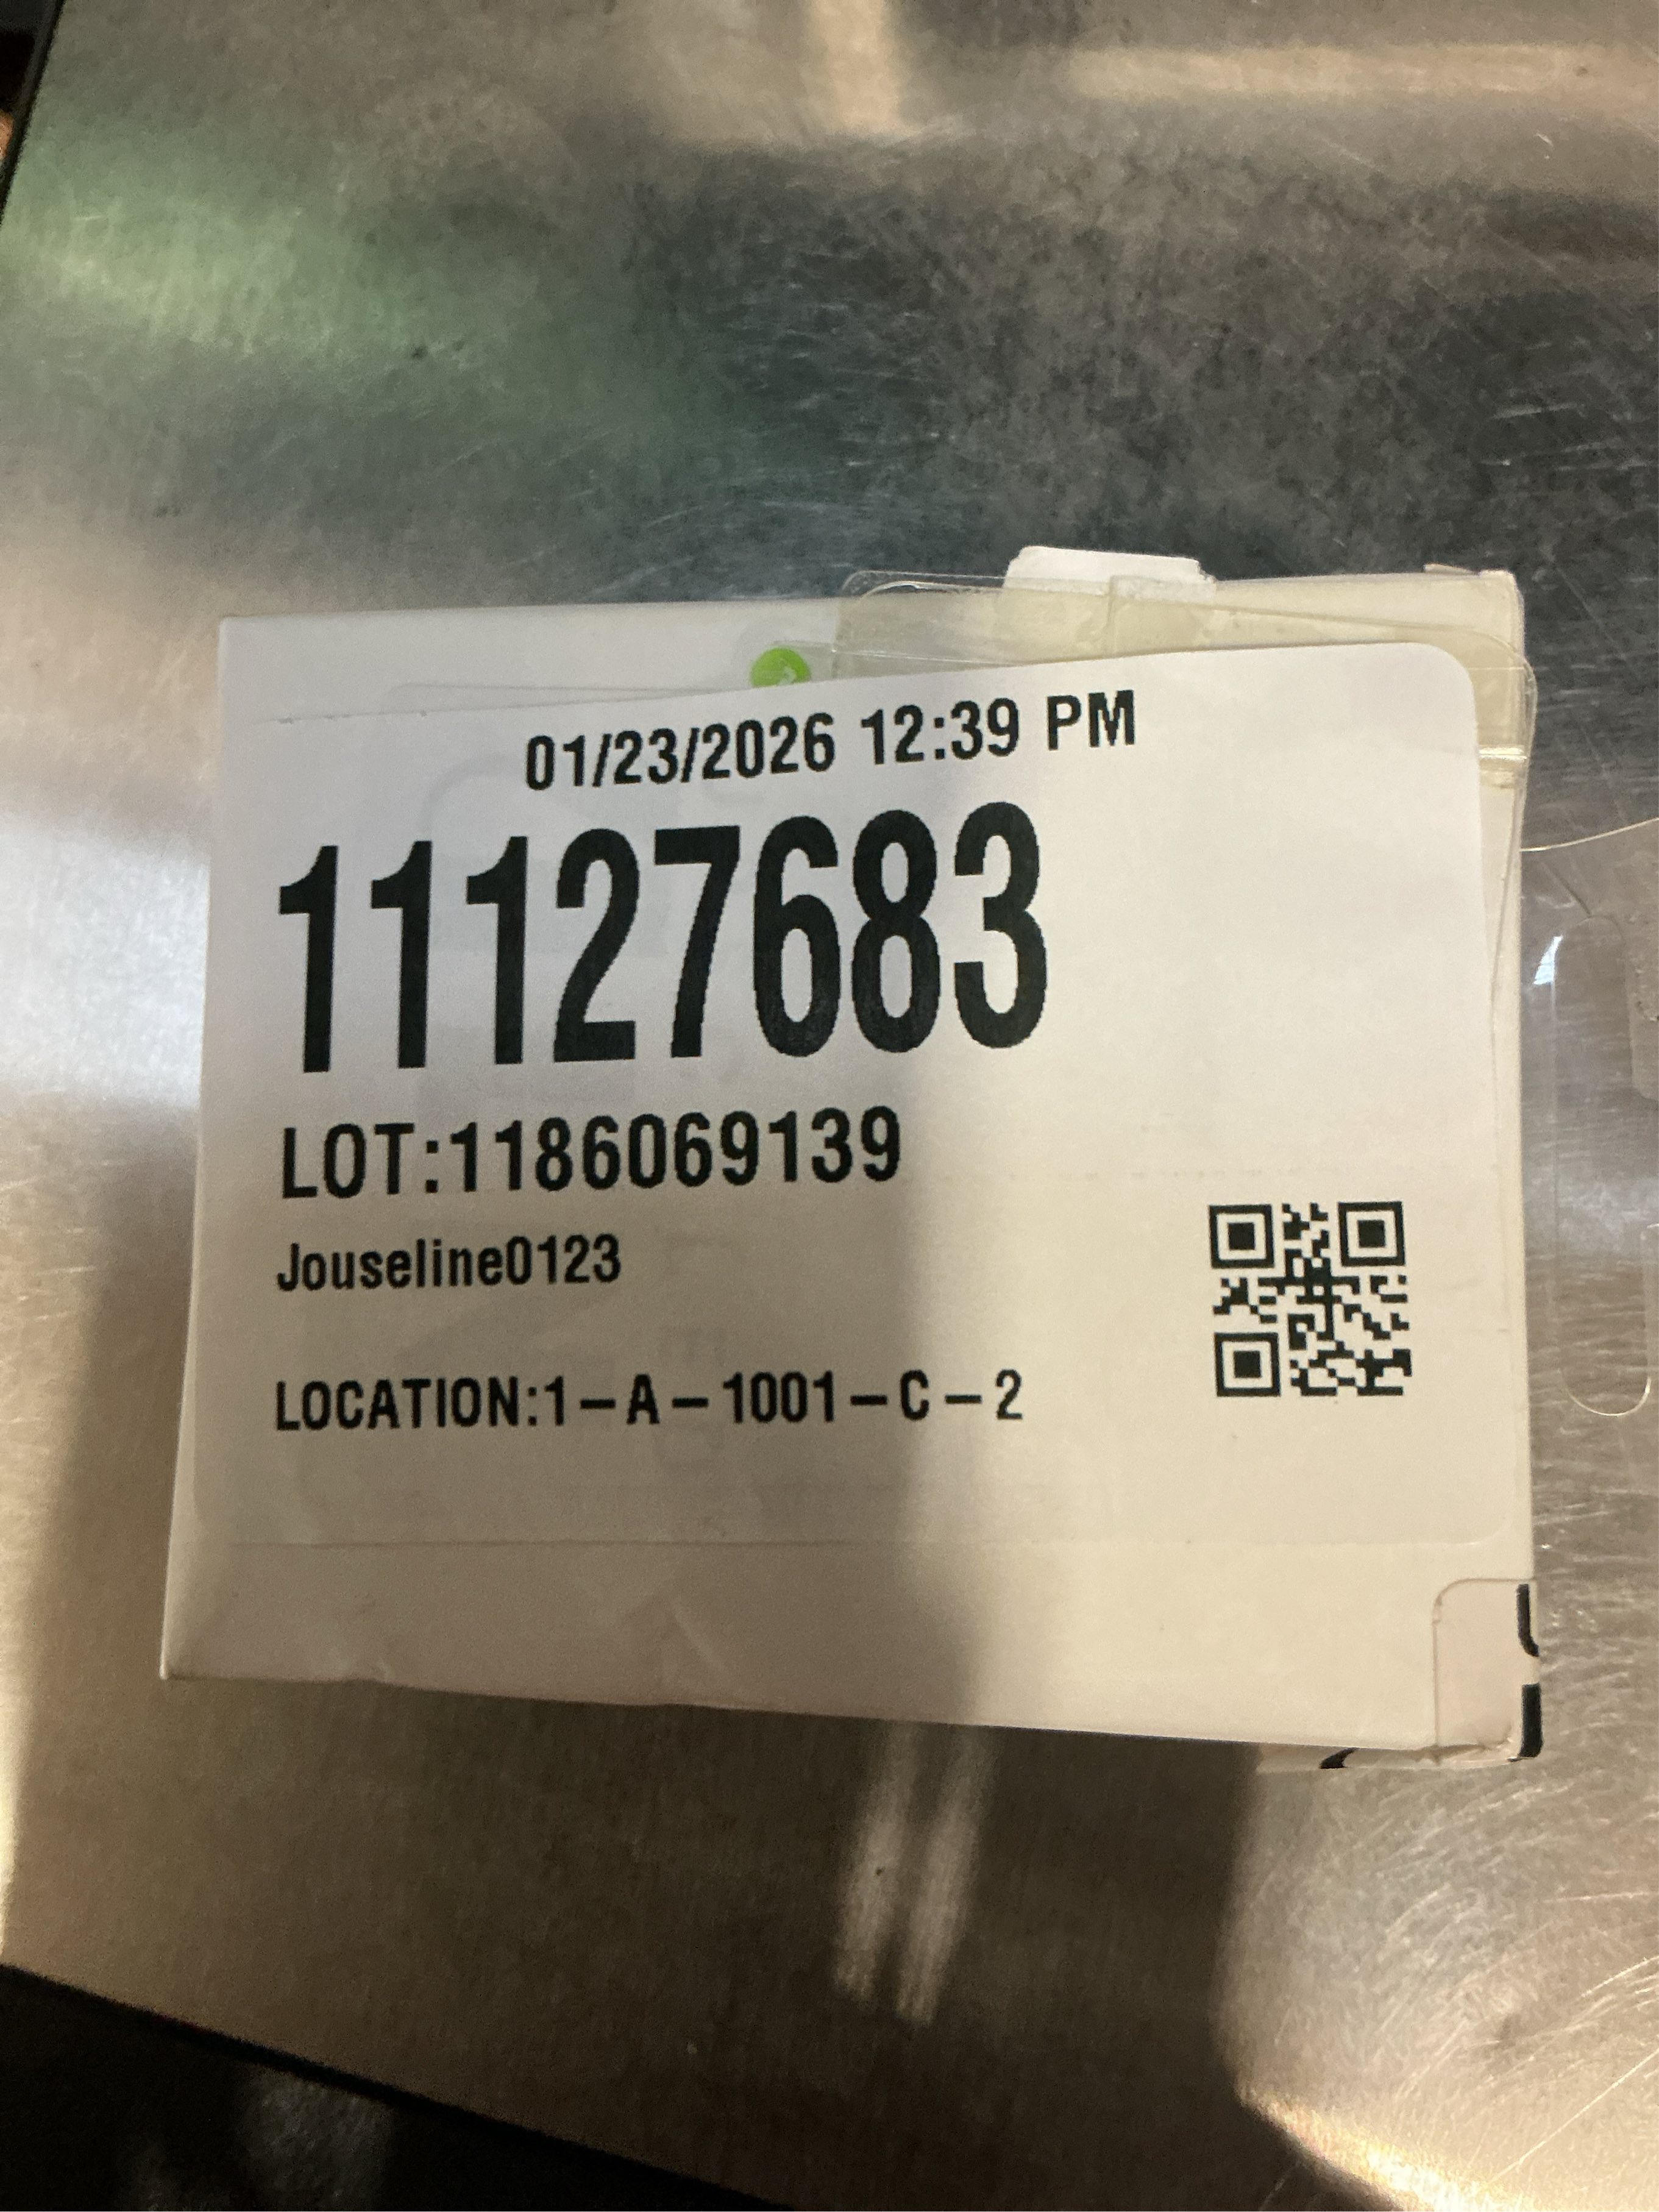 01/23/2026 12:39 PM
11127683
LOT:1186069139
Jouseline0123
LOCATION:1-A-1001-C-2